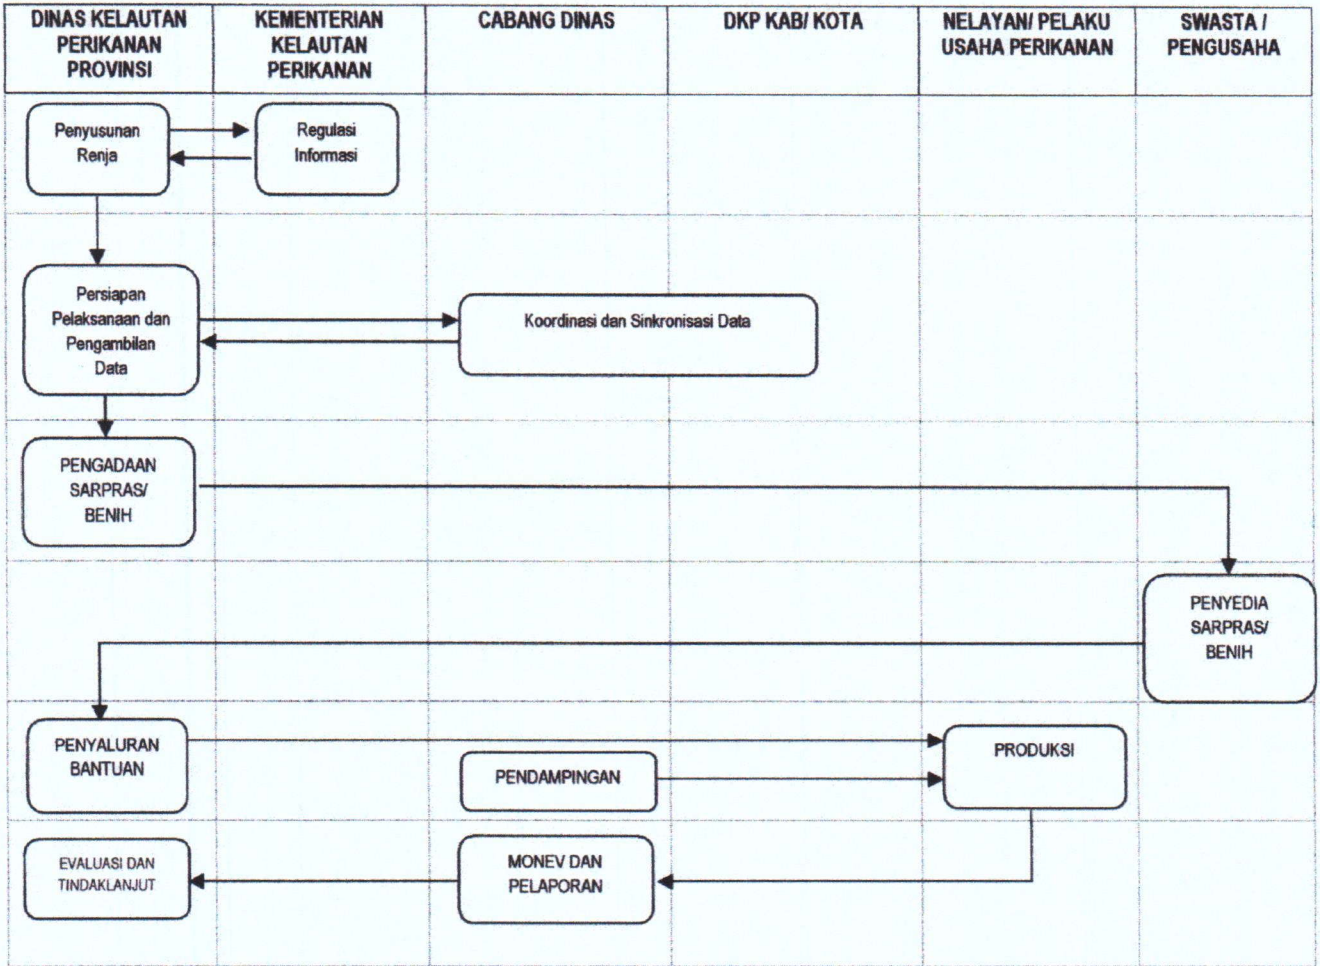 DINAS KELAUTAN
PERIKANAN
PROVINSI
KEMENTERIAN
KELAUTAN
PERIKANAN
CABANG DINAS
DKP KAB/ KOTA
NELAYAN/ PELAKU
USAHA PERIKANAN
SWASTA /
PENGUSAHA
Penyusunan
Renja
Regulasi
Informasi
Persiapan
Pelaksanaan dan
Pengambilan
Data
Koordinasi dan Sinkronisasi Data
PENGADAAN
SARPRAS/
BENIH
PENYEDIA
SARPRAS/
BENIH
PENYALURAN
BANTUAN
PENDAMPINGAN
PRODUKSI
EVALUASI DAN
TINDAKLANJUT
MONEV DAN
PELAPORAN